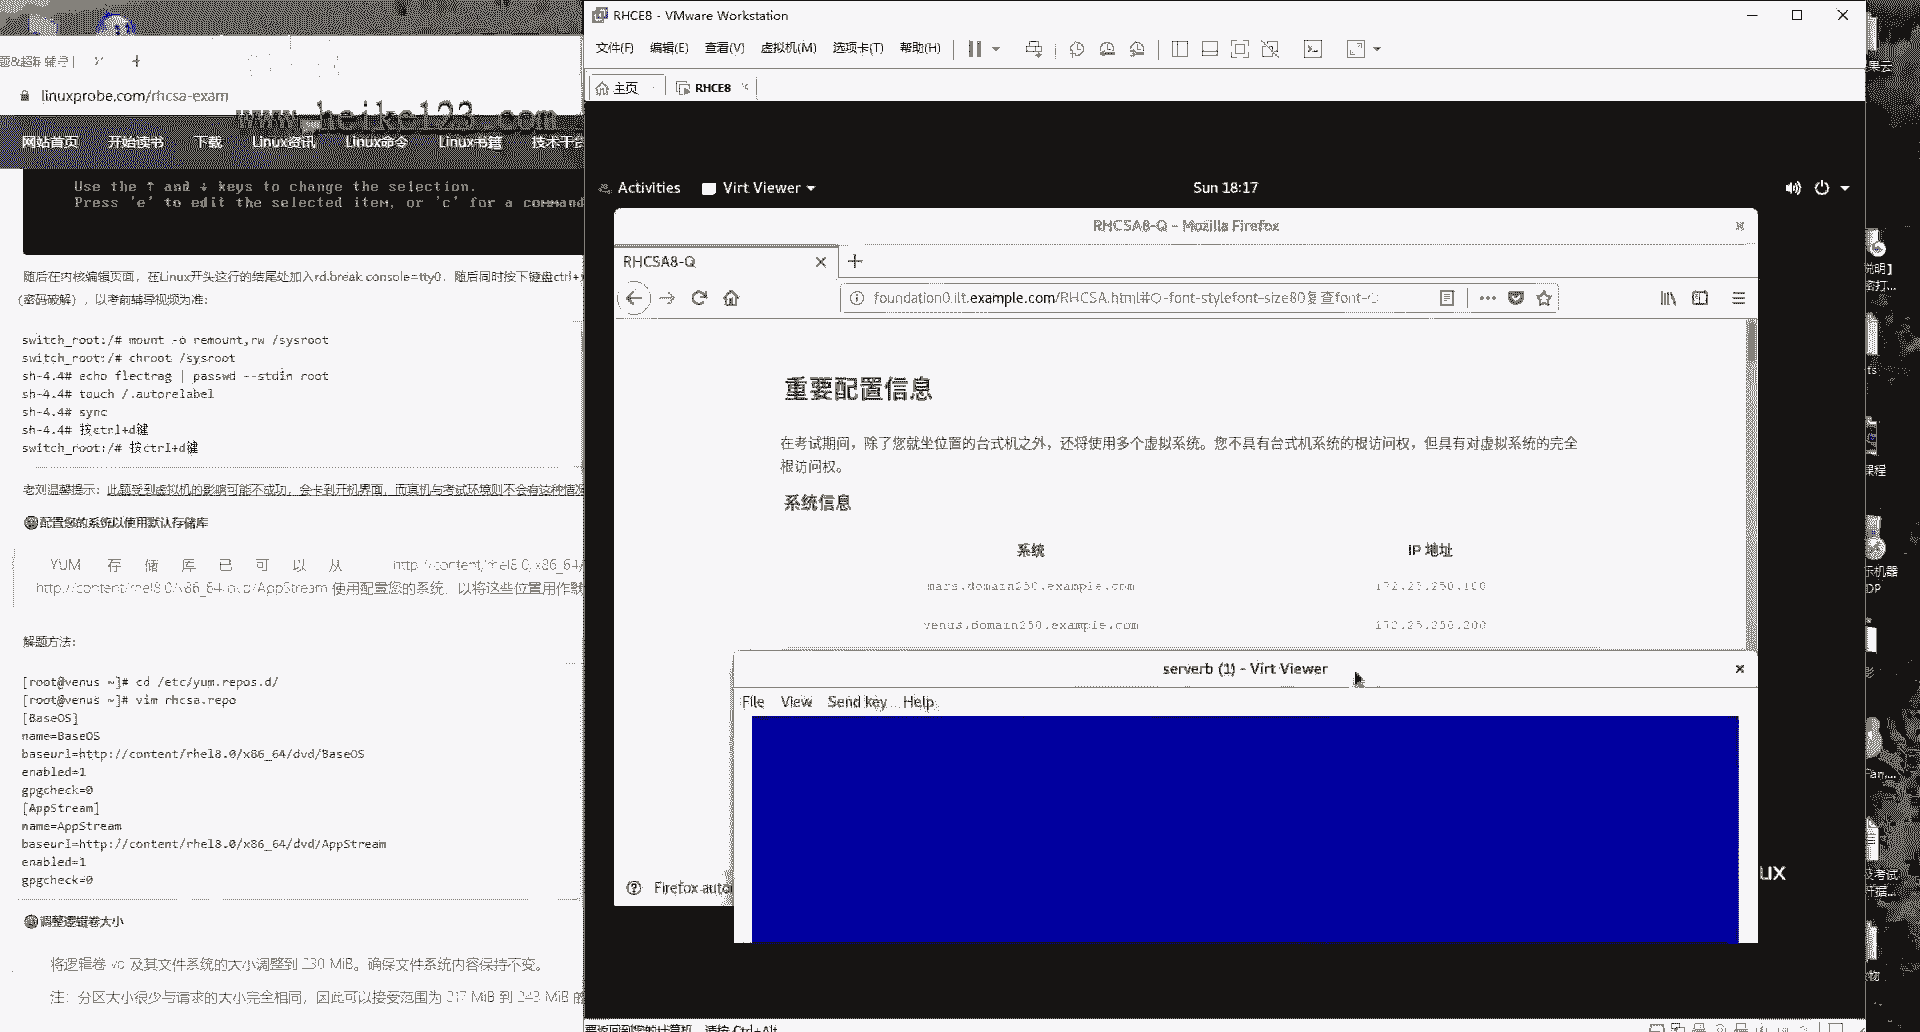 linuxprobe.com/rhcsa-exam
www.heike123.com
网站首页 开始读书 下载 Linux资讯 Linux命令 Linux书籍
Use the ↑ and ↓ keys to change the selection.
Press 'e' to edit the selected item, or 'c' for a command
随后在内核编辑页面，在Linux开头这行的结尾处加入rd.break console=tty0，随后同时按下键盘ctrl+
(密码破解)，以考前辅导视频为准：
switch_root:/# mount -o remount,rw /sysroot
switch_root:/# chroot /sysroot
sh-4.4# echo flectrag | passwd --stdin root
sh-4.4# touch /.autorelabel
sh-4.4# sync
sh-4.4# 按ctrl+d键
switch_root:/# 按ctrl+d键
老刘温馨提示：此题受到虚拟机的影响可能不成功，会卡到开机界面，而真机与考试环境则不会有这种情况
配置您的系统以使用默认存储库
YUM 存储库已可以从
使用配置您的系统，以将这些位置用作默
解题方法：
[root@venus ~]# cd /etc/yum.repos.d/
[root@venus ~]# vim rhcsa.repo
[BaseOS]
name=BaseOS
baseurl=http://content/rhel8.0/x86_64/dvd/BaseOS
enabled=1
gpgcheck=0
[AppStream]
name=AppStream
baseurl=http://content/rhel8.0/x86_64/dvd/AppStream
enabled=1
gpgcheck=0
调整逻辑卷大小
将逻辑卷 vo 及其文件系统的大小调整到 230 MiB。确保文件系统内容保持不变。
注：分区大小很少与请求的大小完全相同，因此可以接受范围为 217 MiB 到 243 MiB 的
RHCE8 - VMware Workstation
文件(F) 编辑(E) 查看(V) 虚拟机(M) 选项卡(T) 帮助(H)
主页 RHCE8
Activities Virt Viewer Sun 18:17
RHCSA8-Q - Mozilla Firefox
RHCSA8-Q
foundation0.ilt.example.com/RHCSA.html#O-font-stylefont-size80复查font-
重要配置信息
在考试期间，除了您就坐位置的台式机之外，还将使用多个虚拟系统。您不具有台式机系统的根访问权，但具有对虚拟系统的完全
根访问权。
系统信息
系统 IP 地址
mars.domain250.example.com 172.25.250.100
venus.domain250.example.com 172.25.250.200
serverb (1) - Virt Viewer
File View Send key Help
Firefox
要返回到您的计算机，请按 Ctrl+Alt